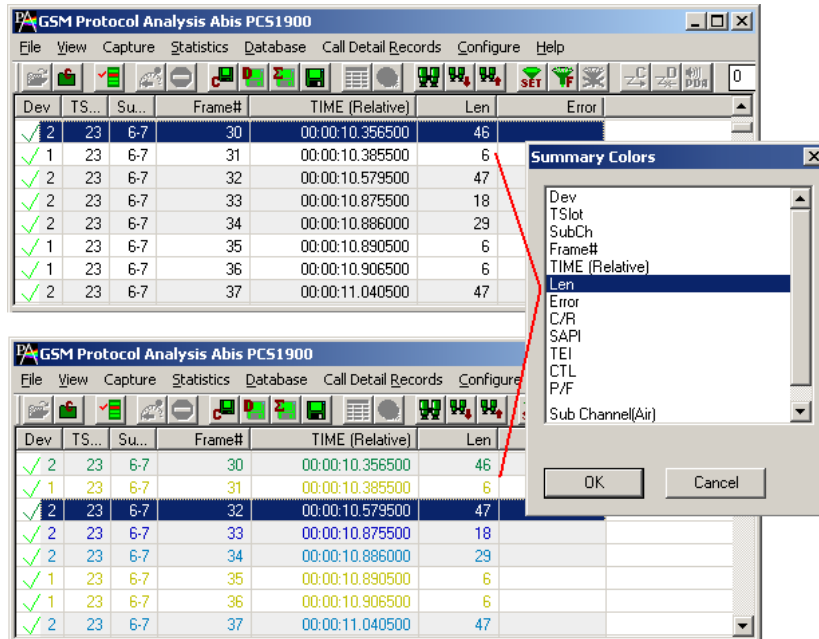 GSM Protocol Analysis Abis PCS1900
File View Capture Statistics Database Call Detail Records Configure Help
0
Dev TS... Su... Frame# TIME (Relative) Len Error
2 23 6-7 30 00:00:10.356500 46
1 23 6-7 31 00:00:10.385500 6
2 23 6-7 32 00:00:10.579500 47
2 23 6-7 33 00:00:10.875500 18
2 23 6-7 34 00:00:10.886000 29
1 23 6-7 35 00:00:10.890500 6
1 23 6-7 36 00:00:10.906500 6
2 23 6-7 37 00:00:11.040500 47
Summary Colors
Dev
TSlot
SubCh
Frame#
TIME (Relative)
Len
Error
C/R
SAPI
TEI
CTL
P/F
Sub Channel(Air)
OK Cancel
GSM Protocol Analysis Abis PCS1900
File View Capture Statistics Database Call Detail Records Configure
Dev TS... Su... Frame# TIME (Relative) Len
2 23 6-7 30 00:00:10.356500 46
1 23 6-7 31 00:00:10.385500 6
2 23 6-7 32 00:00:10.579500 47
2 23 6-7 33 00:00:10.875500 18
2 23 6-7 34 00:00:10.886000 29
1 23 6-7 35 00:00:10.890500 6
1 23 6-7 36 00:00:10.906500 6
2 23 6-7 37 00:00:11.040500 47